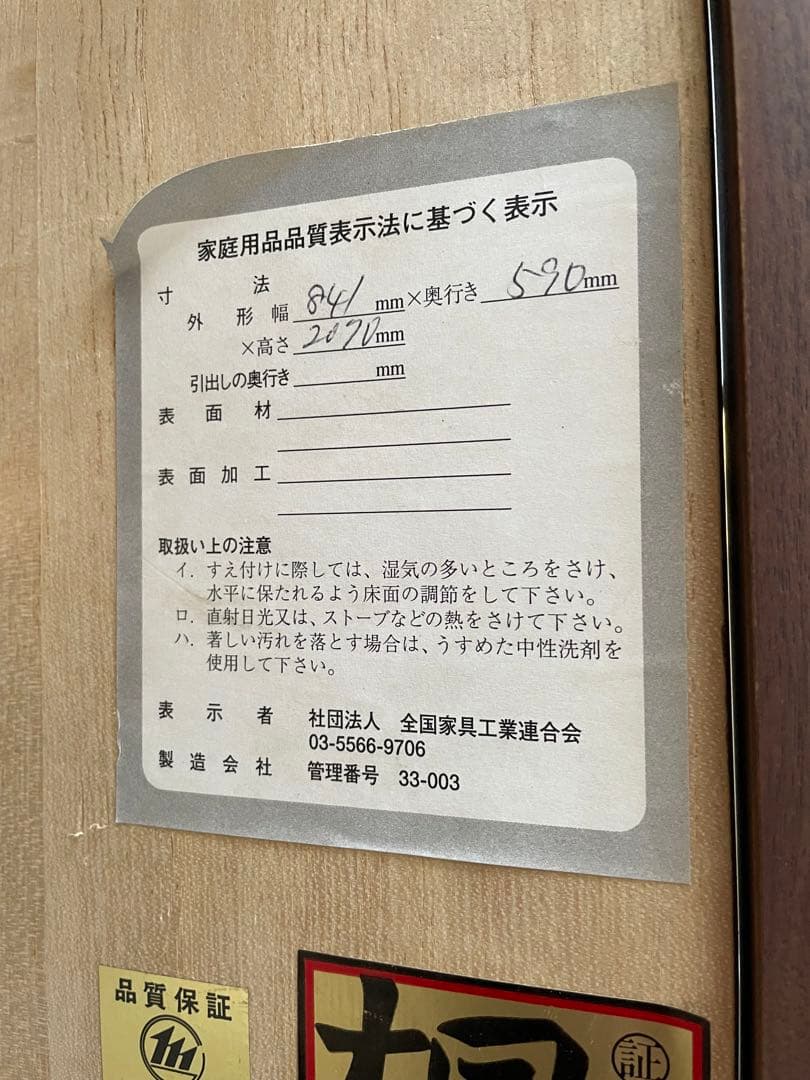 家庭用品品質表示法に基づく表示
寸法
外形幅 841 mm×奥行き 590mm
×高さ 2070mm
引出しの奥行き mm
表面材
表面加工
取扱い上の注意
イ. すえ付けに際しては、湿気の多いところをさけ、
水平に保たれるよう床面の調節をして下さい。
ロ. 直射日光又は、ストーブなどの熱をさけて下さい。
ハ. 著しい汚れを落とす場合は、うすめた中性洗剤を
使用して下さい。
表示者 社団法人 全国家具工業連合会
03-5566-9706
製造会社 管理番号 33-003
品質保証
証